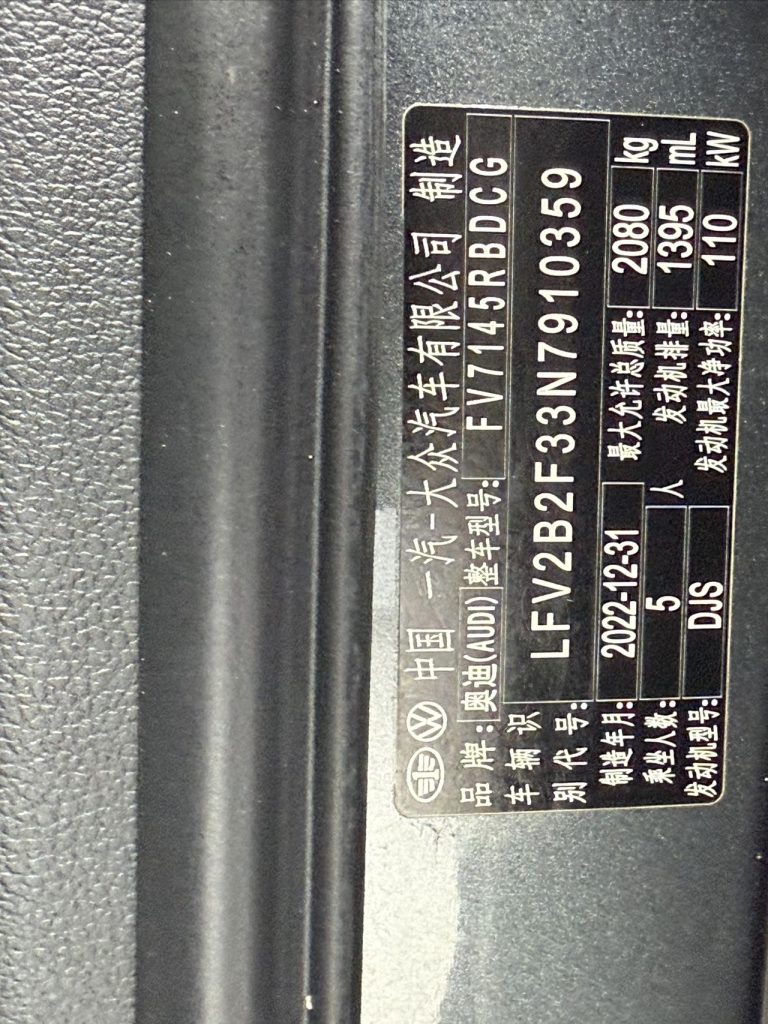 中国 一汽-大众汽车有限公司 制造
品牌: 奥迪(AUDI) 整车型号: FV7145RBDCG
车辆识别代号: LFV2B2F33N7910359
制造年月: 2022-12-31 最大允许总质量: 2080 kg
乘坐人数: 5 人 发动机排量: 1395 mL
发动机型号: DJS 发动机最大净功率: 110 kW